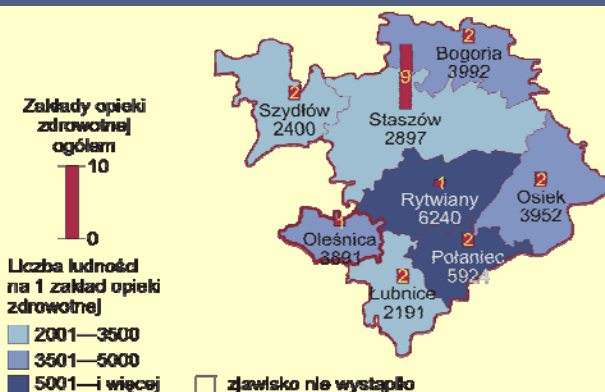 2
Bogoria
3992
9
2
Szydłów
2400
Staszów
2897
Zakłady opieki
zdrowotnej
ogółem
10
0
1
Rytwiany
6240
2
Osiek
3952
1
Oleśnica
3891
2
Połaniec
5924
2
Łubnice
2191
Liczba ludności
na 1 zakład opieki
zdrowotnej
2001—3500
3501—5000
5001—i więcej
zjawisko nie wystąpiło